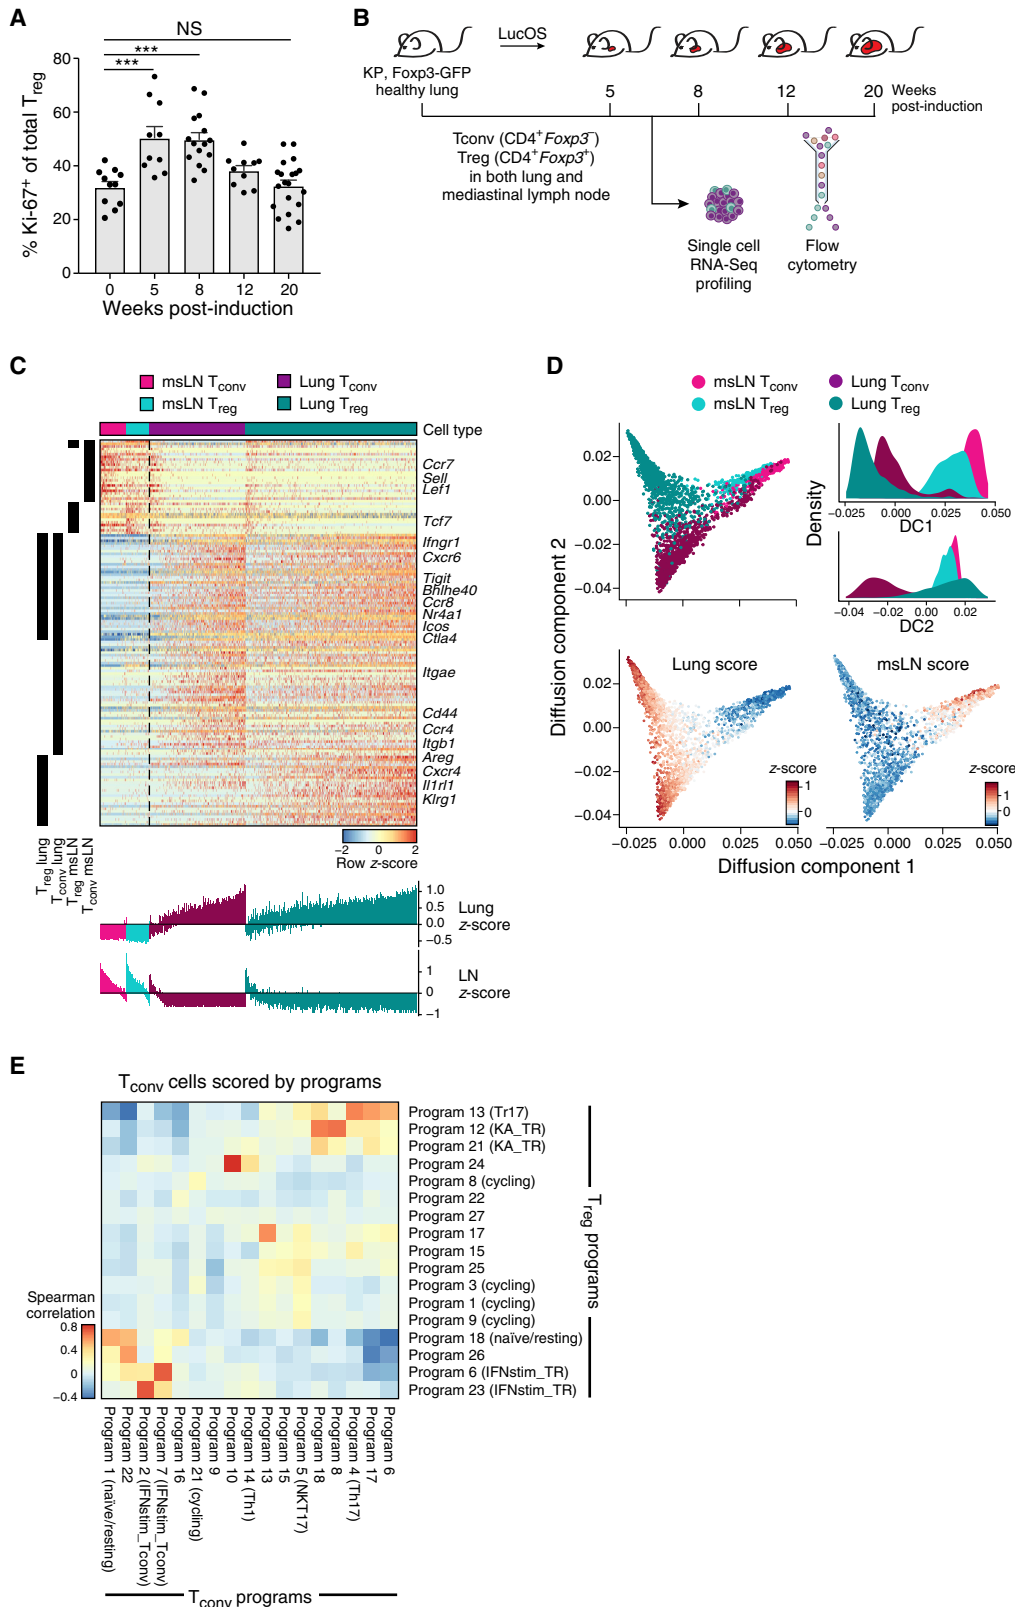 A
NS
***
***
% Ki-67+ of total Treg
80
60
40
20
0
0 5 8 12 20
Weeks post-induction
B
LucOS
KP, Foxp3-GFP
healthy lung
5 8 12 20 Weeks
post-induction
Tconv (CD4+Foxp3−)
Treg (CD4+Foxp3+)
in both lung and
mediastinal lymph node
Single cell
RNA-Seq
profiling
Flow
cytometry
C
msLN Tconv
Lung Tconv
msLN Treg
Lung Treg
Cell type
Ccr7
Sell
Lef1
Tcf7
Ifngr1
Cxcr6
Tigit
Bhlhe40
Ccr8
Nr4a1
Icos
Ctla4
Itgae
Cd44
Ccr4
Itgb1
Areg
Cxcr4
Il1rl1
Klrg1
Treg lung
Tconv lung
Treg msLN
Tconv msLN
−2 0 2
Row z-score
1.0
0.5
0.0
−0.5
Lung
z-score
1
0
−1
LN
z-score
D
msLN Tconv
Lung Tconv
msLN Treg
Lung Treg
0.02
0.00
−0.02
−0.04
Density
−0.024 0.000 0.025 0.050
DC1
−0.04 −0.02 0.00 0.02
DC2
Diffusion component 2
Lung score
msLN score
0.02
0.00
−0.02
−0.04
z-score
1
0
z-score
1
0
−0.025 0.000 0.025 0.050
−0.025 0.000 0.025 0.050
Diffusion component 1
E
Tconv cells scored by programs
Program 13 (Tr17)
Program 12 (KA_TR)
Program 21 (KA_TR)
Program 24
Program 8 (cycling)
Program 22
Program 27
Program 17
Program 15
Program 25
Program 3 (cycling)
Program 1 (cycling)
Program 9 (cycling)
Program 18 (naïve/resting)
Program 26
Program 6 (IFNstim_TR)
Program 23 (IFNstim_TR)
Treg programs
Spearman
correlation
0.8
0.4
0
−0.4
Program 1 (naïve/resting)
Program 22
Program 2 (IFNstim_Tconv)
Program 7 (IFNstim_Tconv)
Program 16
Program 21 (cycling)
Program 9
Program 10
Program 14 (Th1)
Program 13
Program 15
Program 5 (NKT17)
Program 18
Program 8
Program 4 (Th17)
Program 17
Program 6
Tconv programs